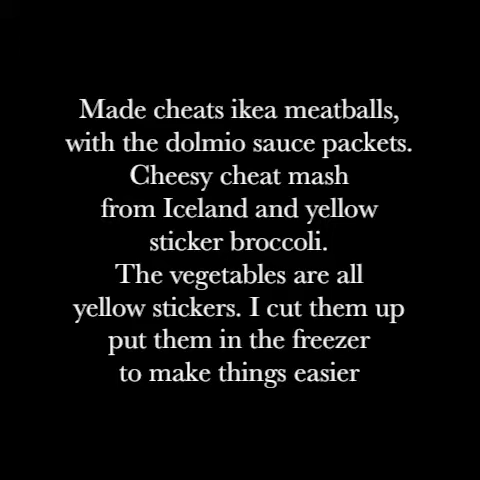 Made cheats ikea meatballs,
with the dolmio sauce packets.
Cheesy cheat mash
from Iceland and yellow
sticker broccoli.
The vegetables are all
yellow stickers. I cut them up
put them in the freezer
to make things easier